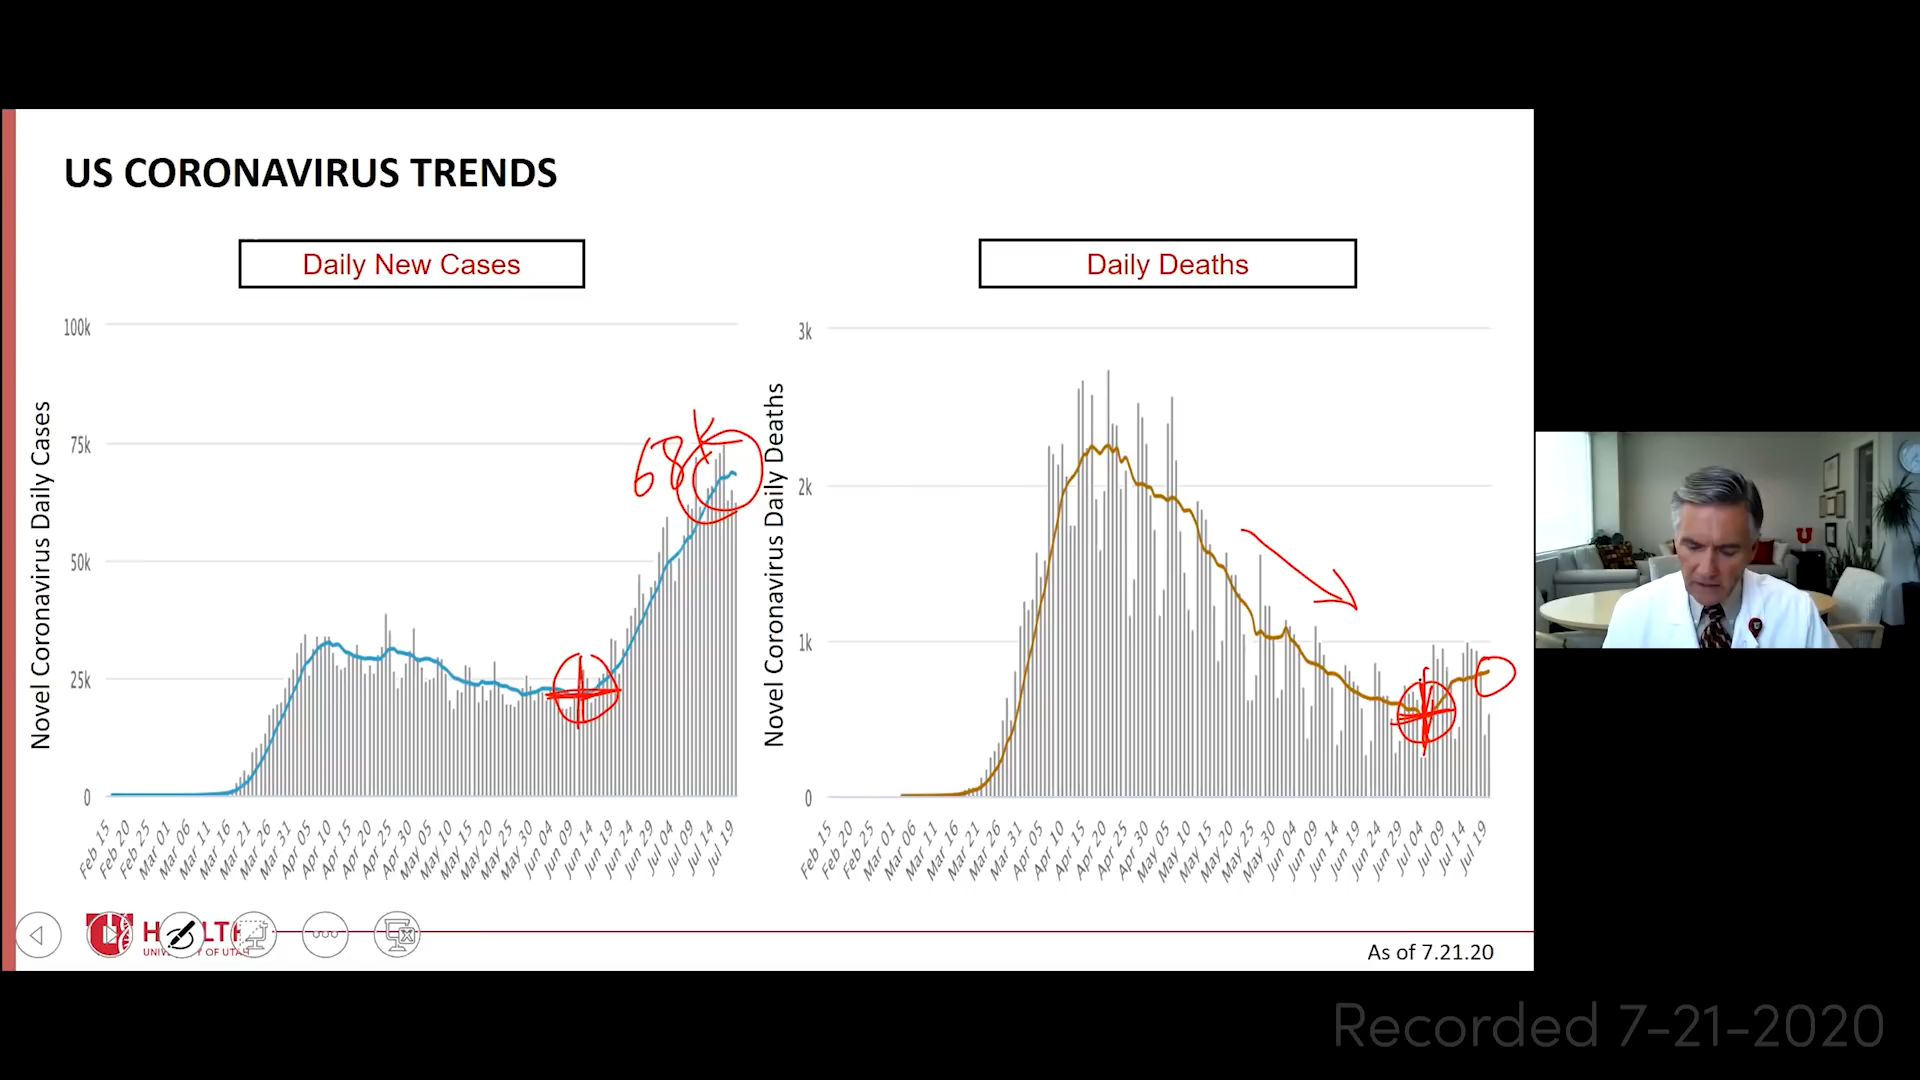 US CORONAVIRUS TRENDS
Daily New Cases
Daily Deaths
Novel Coronavirus Daily Cases
100k
75k
50k
25k
0
68k
Feb 15
Feb 20
Feb 25
Mar 01
Mar 06
Mar 11
Mar 16
Mar 21
Mar 26
Mar 31
Apr 05
Apr 10
Apr 15
Apr 20
Apr 25
Apr 30
May 05
May 10
May 15
May 20
May 25
May 30
Jun 04
Jun 09
Jun 14
Jun 19
Jun 24
Jun 29
Jul 04
Jul 09
Jul 14
Jul 19
Novel Coronavirus Daily Deaths
3k
2k
1k
0
Feb 15
Feb 20
Feb 25
Mar 01
Mar 06
Mar 11
Mar 16
Mar 21
Mar 26
Mar 31
Apr 05
Apr 10
Apr 15
Apr 20
Apr 25
Apr 30
May 05
May 10
May 15
May 20
May 25
May 30
Jun 04
Jun 09
Jun 14
Jun 19
Jun 24
Jun 29
Jul 04
Jul 09
Jul 14
Jul 19
U
HEALTH
UNIVERSITY OF UTAH
As of 7.21.20
Recorded 7-21-2020